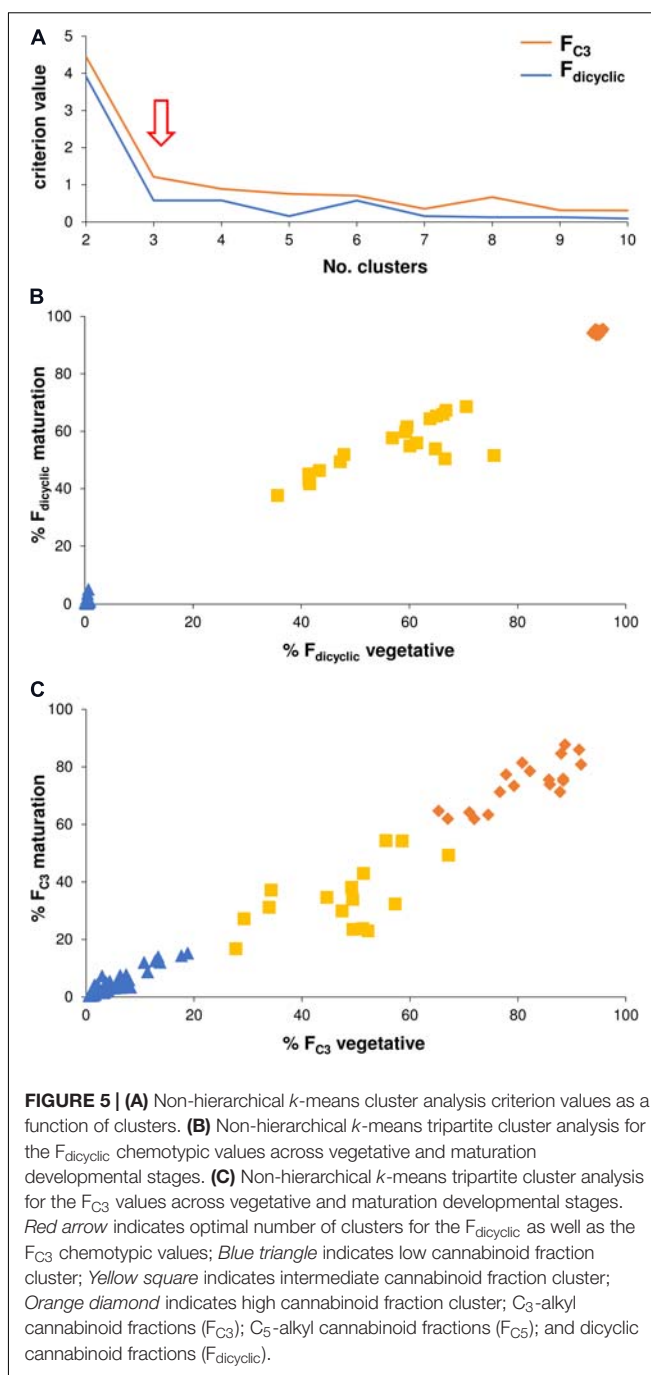 A
F_C3
F_dicyclic
criterion value
5
4
3
2
1
0
2 3 4 5 6 7 8 9 10
No. clusters
B
% F_dicyclic maturation
100
80
60
40
20
0
0 20 40 60 80 100
% F_dicyclic vegetative
C
% F_C3 maturation
100
80
60
40
20
0
0 20 40 60 80 100
% F_C3 vegetative
FIGURE 5 | (A) Non-hierarchical k-means cluster analysis criterion values as a
function of clusters. (B) Non-hierarchical k-means tripartite cluster analysis for
the F_dicyclic chemotypic values across vegetative and maturation
developmental stages. (C) Non-hierarchical k-means tripartite cluster analysis
for the F_C3 values across vegetative and maturation developmental stages.
Red arrow indicates optimal number of clusters for the F_dicyclic as well as the
F_C3 chemotypic values; Blue triangle indicates low cannabinoid fraction
cluster; Yellow square indicates intermediate cannabinoid fraction cluster;
Orange diamond indicates high cannabinoid fraction cluster; C₃-alkyl
cannabinoid fractions (F_C3); C₅-alkyl cannabinoid fractions (F_C5); and dicyclic
cannabinoid fractions (F_dicyclic).